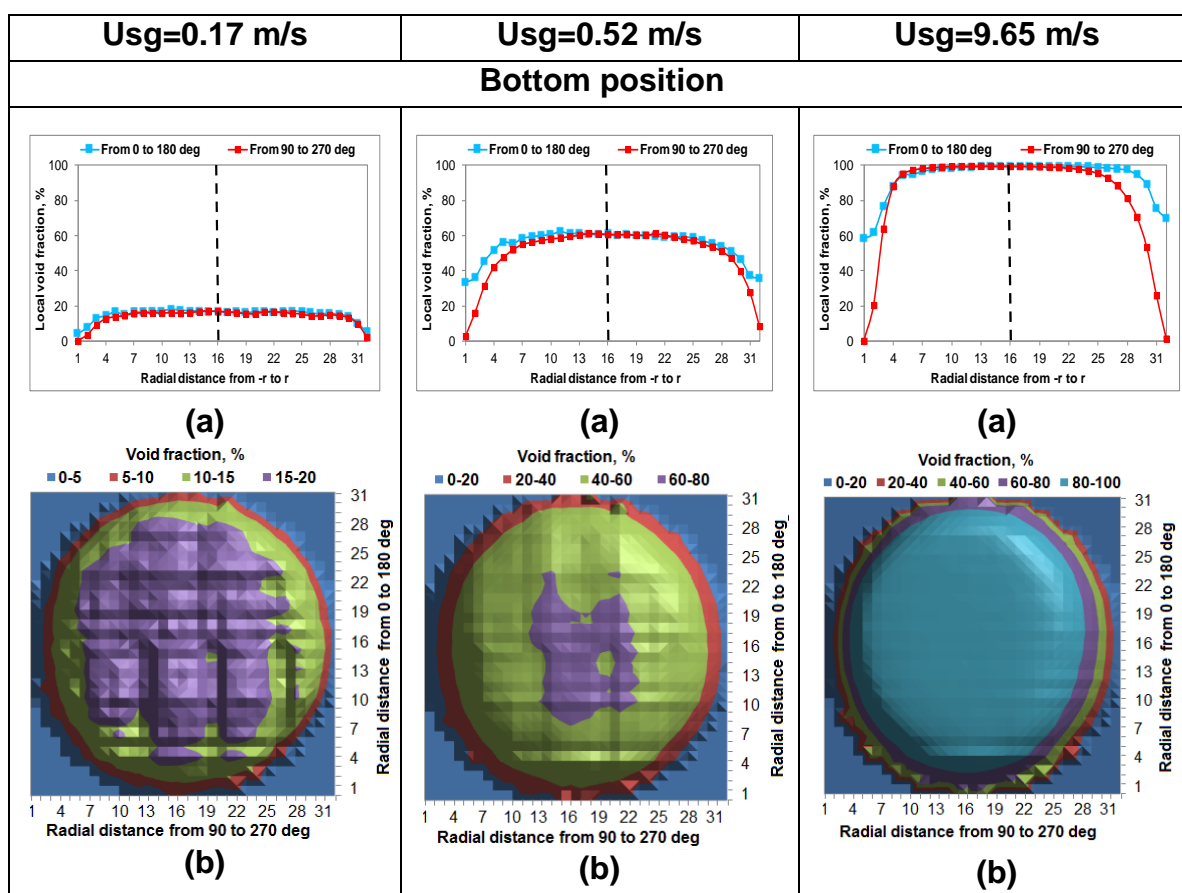 Usg=0.17 m/s
Usg=0.52 m/s
Usg=9.65 m/s
Bottom position
From 0 to 180 deg From 90 to 270 deg
100
80
60
40
20
0
Local void fraction, %
1 4 7 10 13 16 19 22 25 28 31
Radial distance from -r to r
(a)
From 0 to 180 deg From 90 to 270 deg
100
80
60
40
20
0
Local void fraction, %
1 4 7 10 13 16 19 22 25 28 31
Radial distance from -r to r
(a)
From 0 to 180 deg From 90 to 270 deg
100
80
60
40
20
0
Local void fraction, %
1 4 7 10 13 16 19 22 25 28 31
Radial distance from -r to r
(a)
Void fraction, %
0-5 5-10 10-15 15-20
31
28
25
22
19
16
13
10
7
4
1
Radial distance from 0 to 180 deg
1 4 7 10 13 16 19 22 25 28 31
Radial distance from 90 to 270 deg
(b)
Void fraction, %
0-20 20-40 40-60 60-80
31
28
25
22
19
16
13
10
7
4
1
Radial distance from 0 to 180 deg
1 4 7 10 13 16 19 22 25 28 31
Radial distance from 90 to 270 deg
(b)
Void fraction, %
0-20 20-40 40-60 60-80 80-100
31
28
25
22
19
16
13
10
7
4
1
Radial distance from 0 to 180 deg
1 4 7 10 13 16 19 22 25 28 31
Radial distance from 90 to 270 deg
(b)